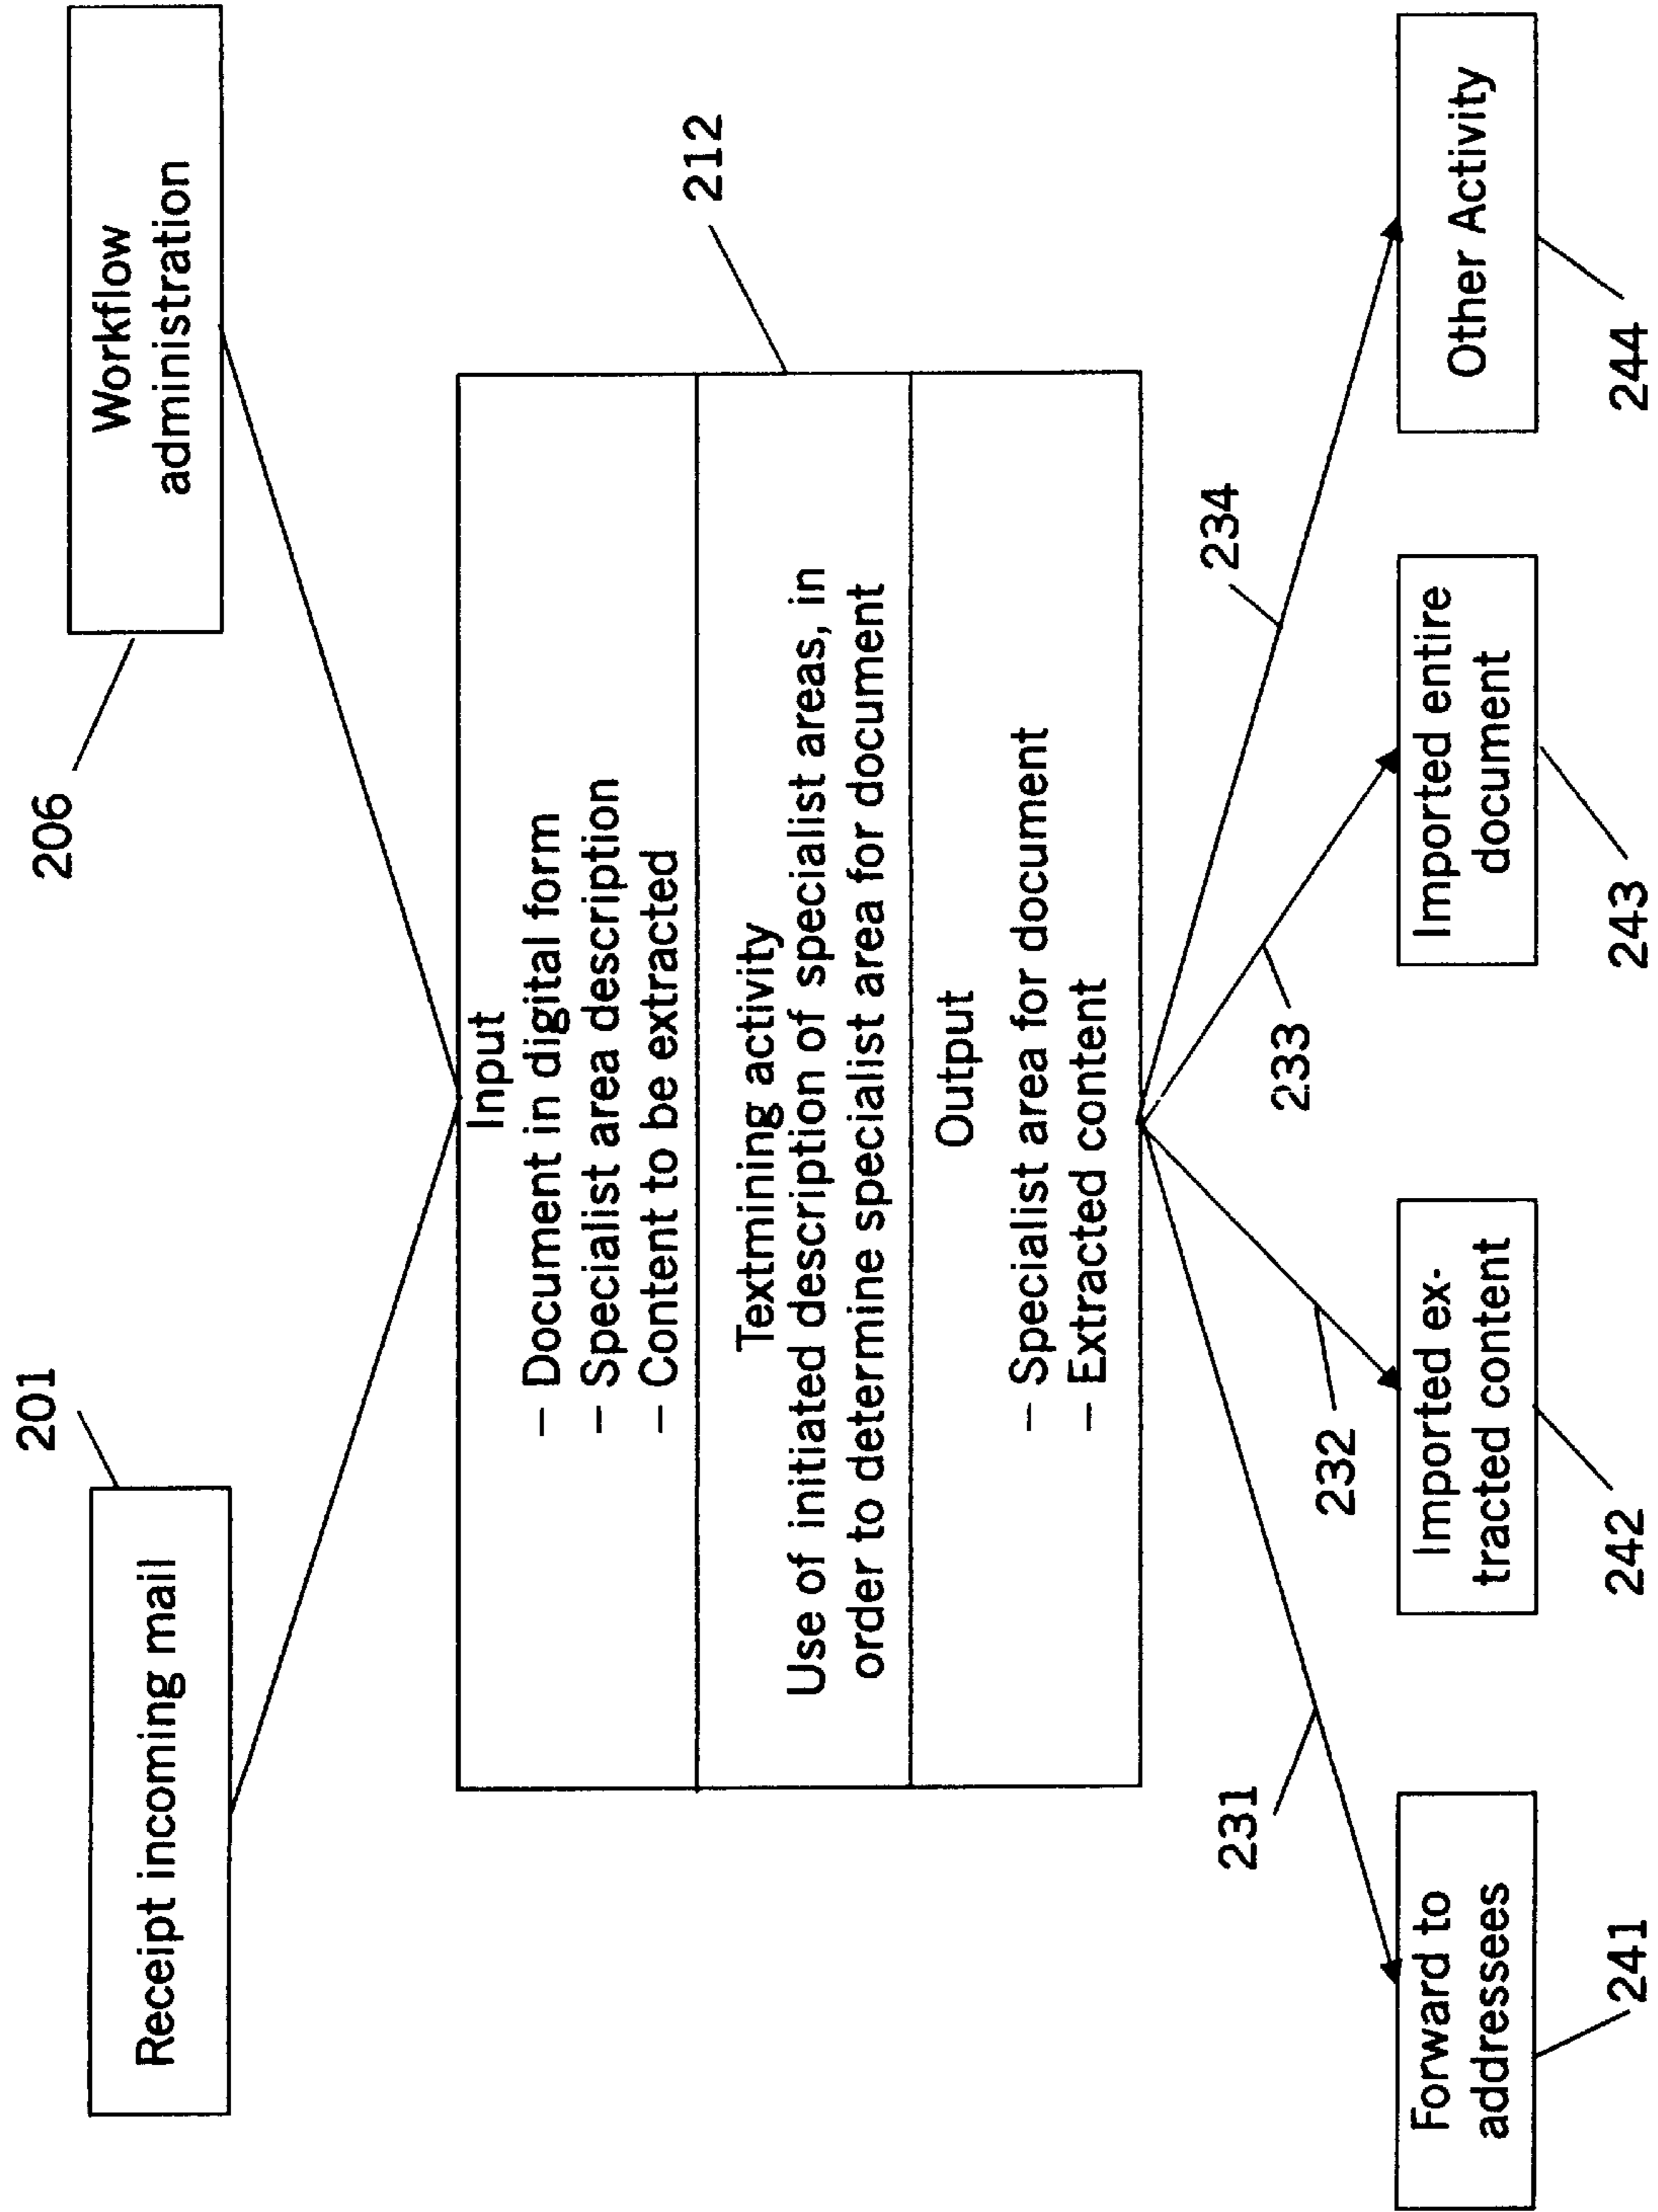 201
Receipt incoming mail
206
Workflow
administration
212
Input
– Document in digital form
– Specialist area description
– Content to be extracted
Textmining activity
Use of initiated description of specialist areas, in
order to determine specialist area for document
Output
– Specialist area for document
– Extracted content
231
232
233
234
Forward to
addresses
241
Imported ex-
tracted content
242
Imported entire
document
243
Other Activity
244